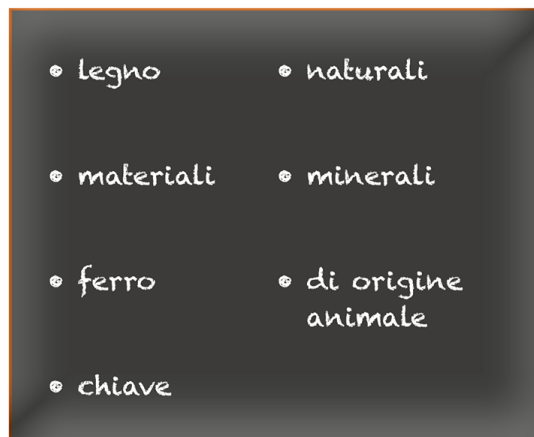 legno
materiali
ferro
chiave
naturali
minerali
di origine
animale